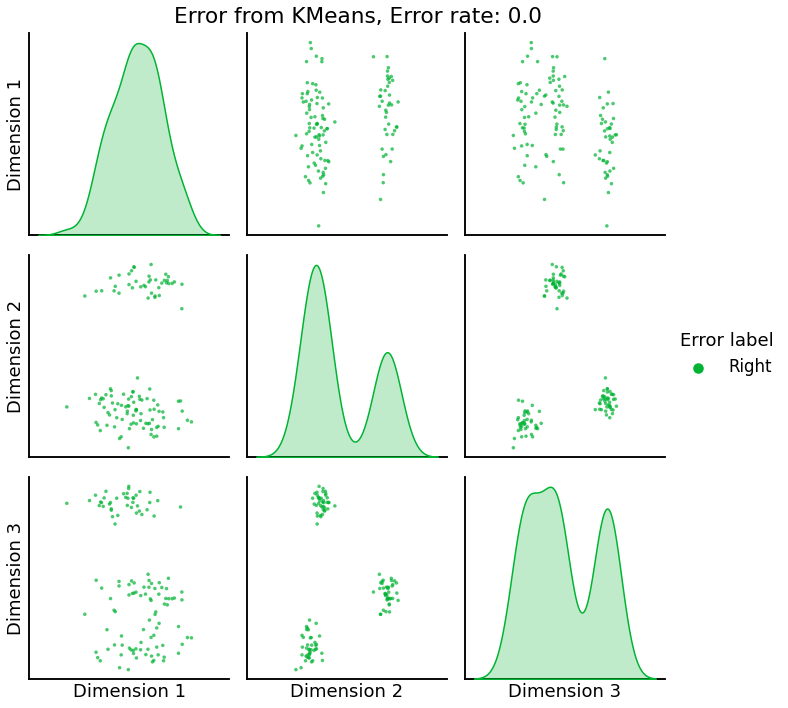 Error from KMeans, Error rate: 0.0
Dimension 1
Dimension 2
Error label
Right
Dimension 3
Dimension 1
Dimension 2
Dimension 3